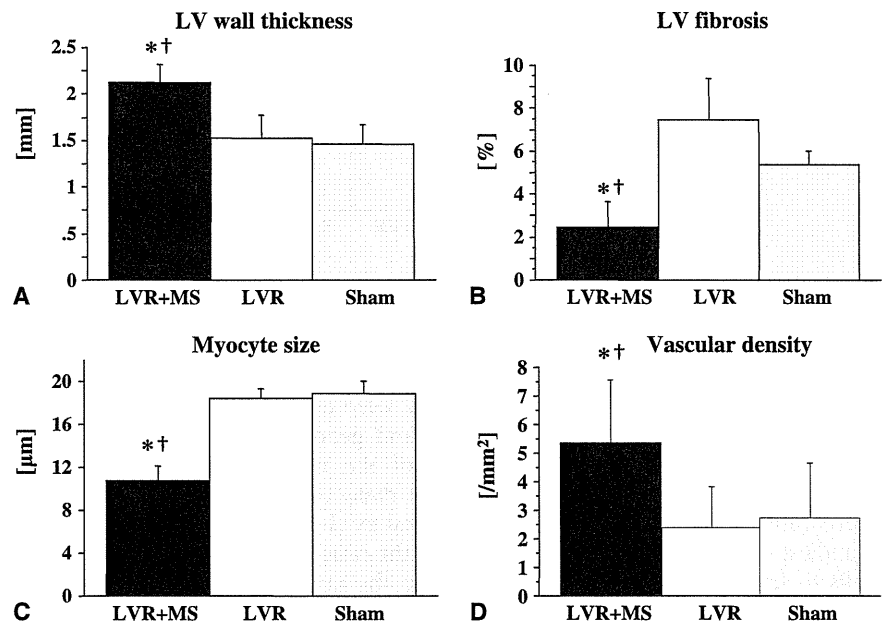 LV wall thickness
[mm]
2.5
2
1.5
1
.5
0
*†
A
LVR+MS LVR Sham
LV fibrosis
[%]
10
8
6
4
2
0
*†
B
LVR+MS LVR Sham
Myocyte size
[μm]
20
16
12
8
4
0
*†
C
LVR+MS LVR Sham
Vascular density
[/mm²]
8
7
6
5
4
3
2
1
0
*†
D
LVR+MS LVR Sham